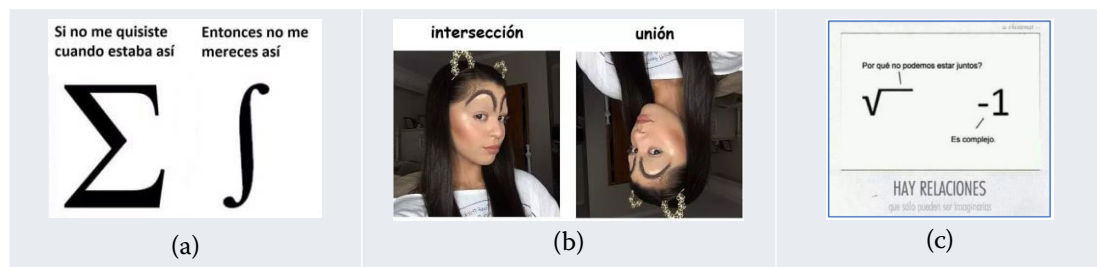 Si no me quisiste
cuando estaba así
Entonces no me
mereces así
Σ
∫
(a)
intersección
unión
(b)
Por qué no podemos estar juntos?
√
-1
Es complejo.
HAY RELACIONES
que sólo pueden ser imaginarias
(c)